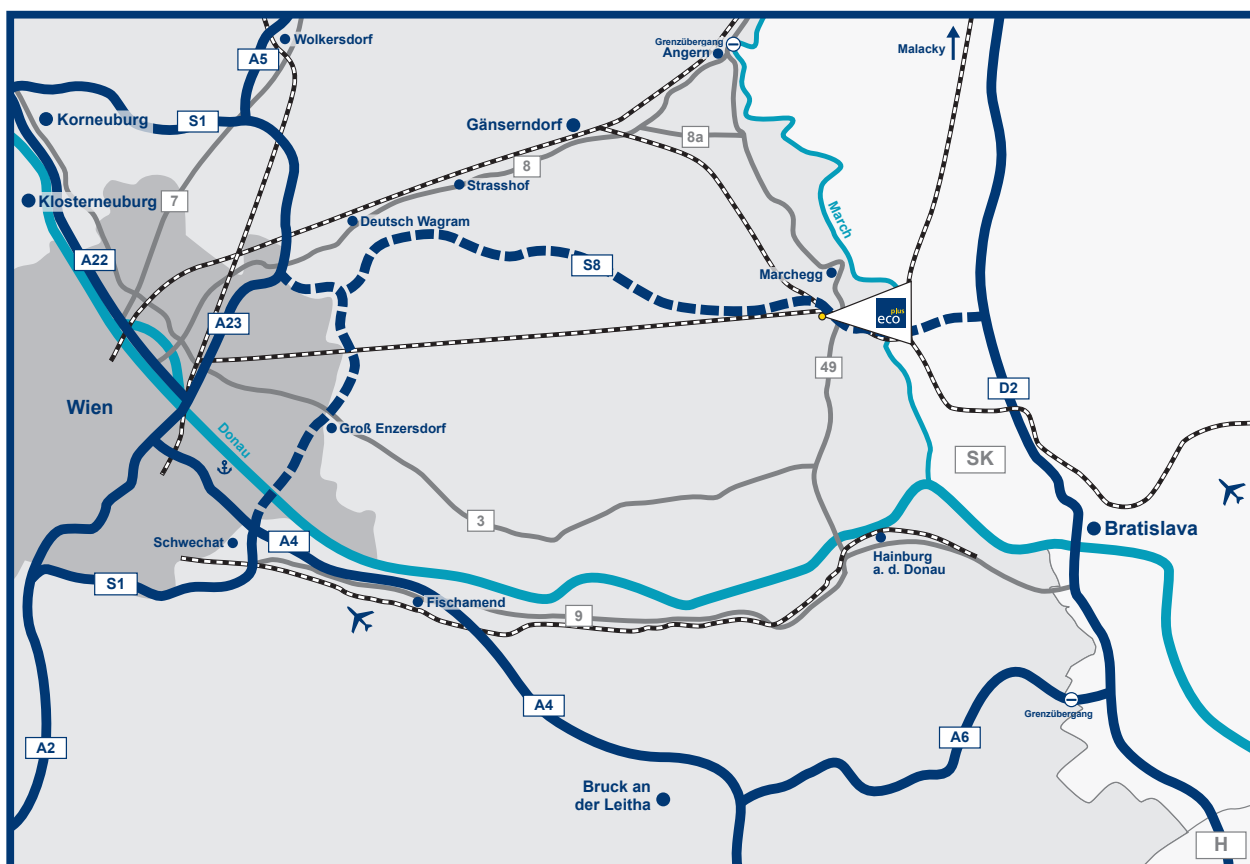 Wolkersdorf
Grenzübergang
Angern
Malacky
A5
Korneuburg
S1
Gänserndorf
8a
8
Strasshof
Klosterneuburg
7
Deutsch Wagram
March
A22
S8
Marchegg
plus
eco
A23
49
D2
Wien
Donau
Groß Enzersdorf
SK
3
Schwechat
A4
Bratislava
Hainburg
a. d. Donau
S1
Fischamend
9
A4
Grenzübergang
A6
A2
Bruck an
der Leitha
H